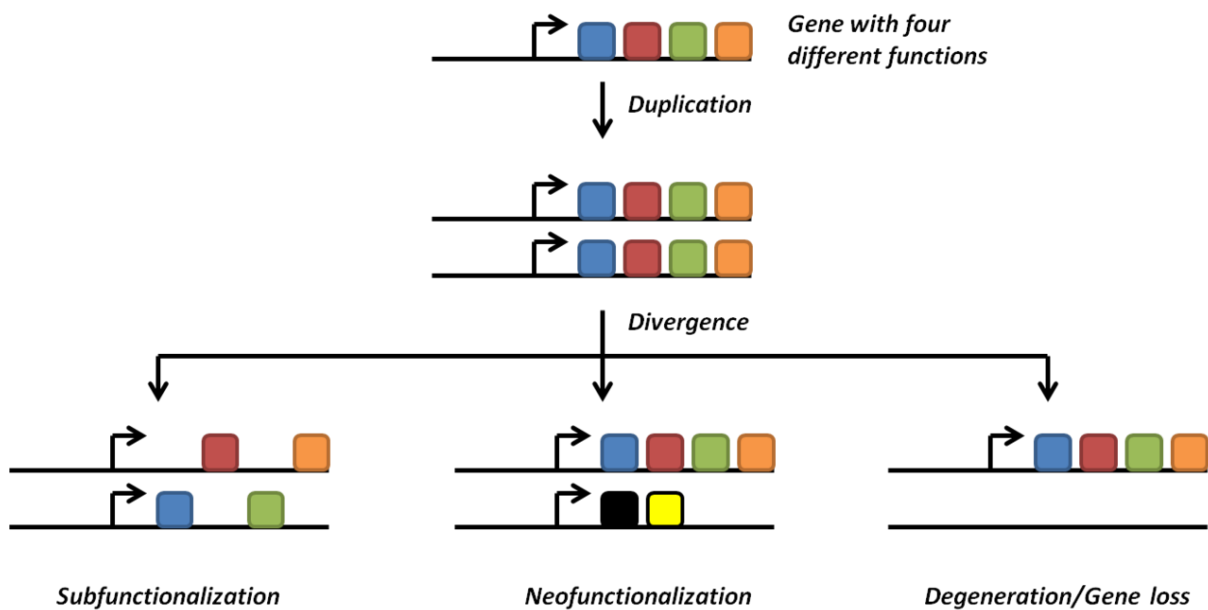 Gene with four
different functions
Duplication
Divergence
Subfunctionalization
Neofunctionalization
Degeneration/Gene loss